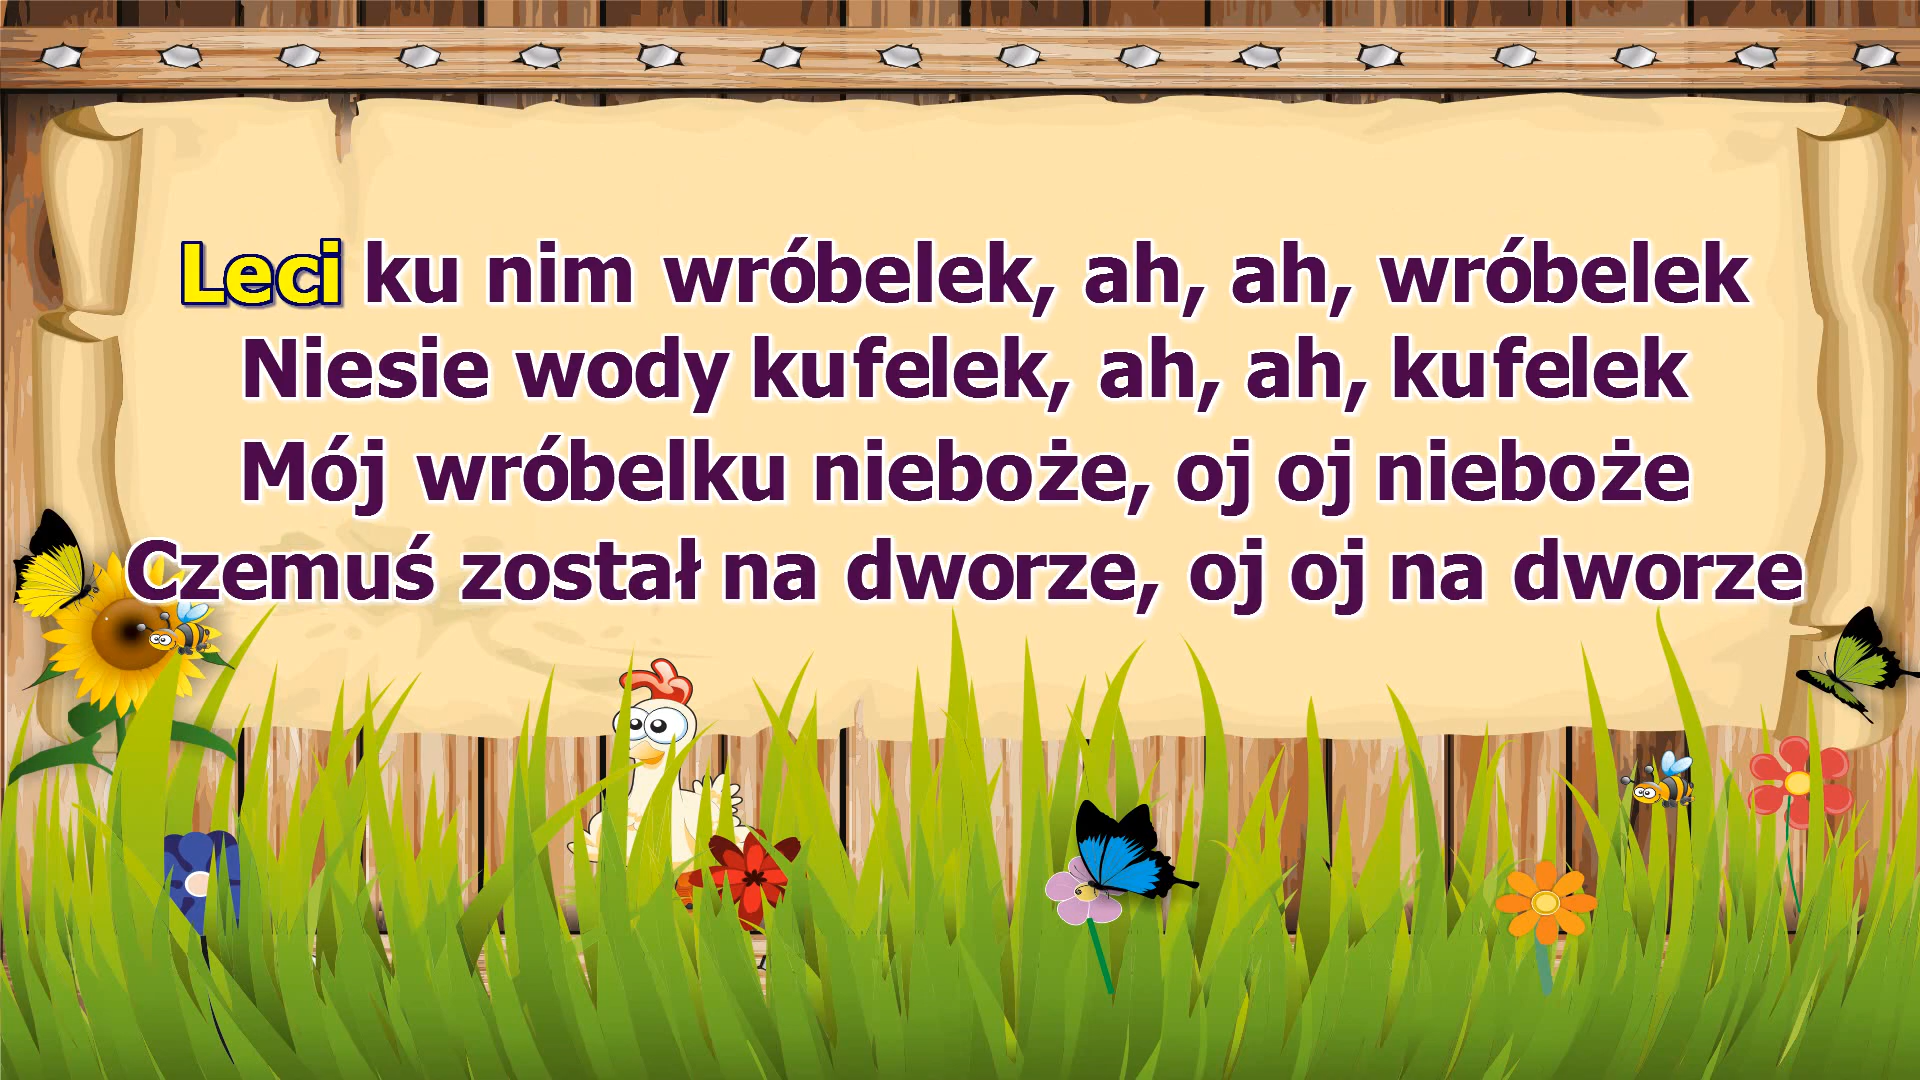 Leci ku nim wróbelek, ah, ah, wróbelek
Niesie wody kufelek, ah, ah, kufelek
Mój wróbelku nieboże, oj oj nieboże
Czemuś został na dworze, oj oj na dworze